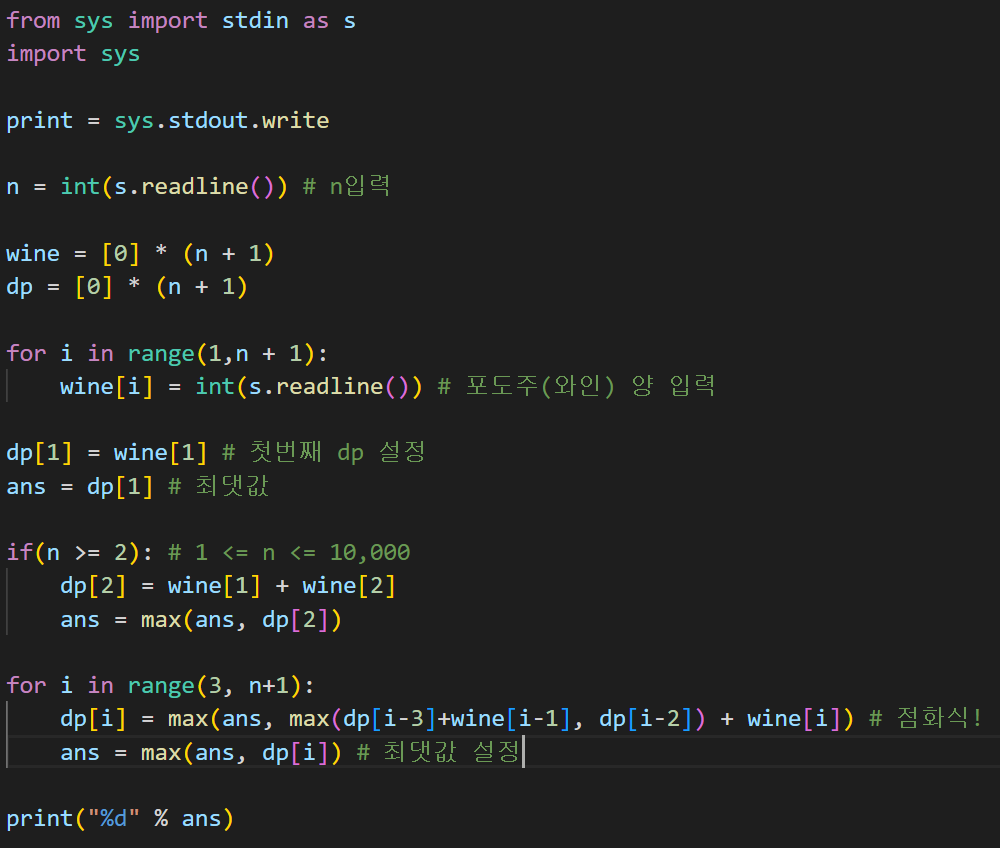 from sys import stdin as s
import sys
print = sys.stdout.write
n = int(s.readline()) # n입력
wine = [0] * (n + 1)
dp = [0] * (n + 1)
for i in range(1,n + 1):
    wine[i] = int(s.readline()) # 포도주(와인) 양 입력
dp[1] = wine[1] # 첫번째 dp 설정
ans = dp[1] # 최댓값
if(n >= 2): # 1 <= n <= 10,000
    dp[2] = wine[1] + wine[2]
    ans = max(ans, dp[2])
for i in range(3, n+1):
    dp[i] = max(ans, max(dp[i-3]+wine[i-1], dp[i-2]) + wine[i]) # 점화식!
    ans = max(ans, dp[i]) # 최댓값 설정
print("%d" % ans)